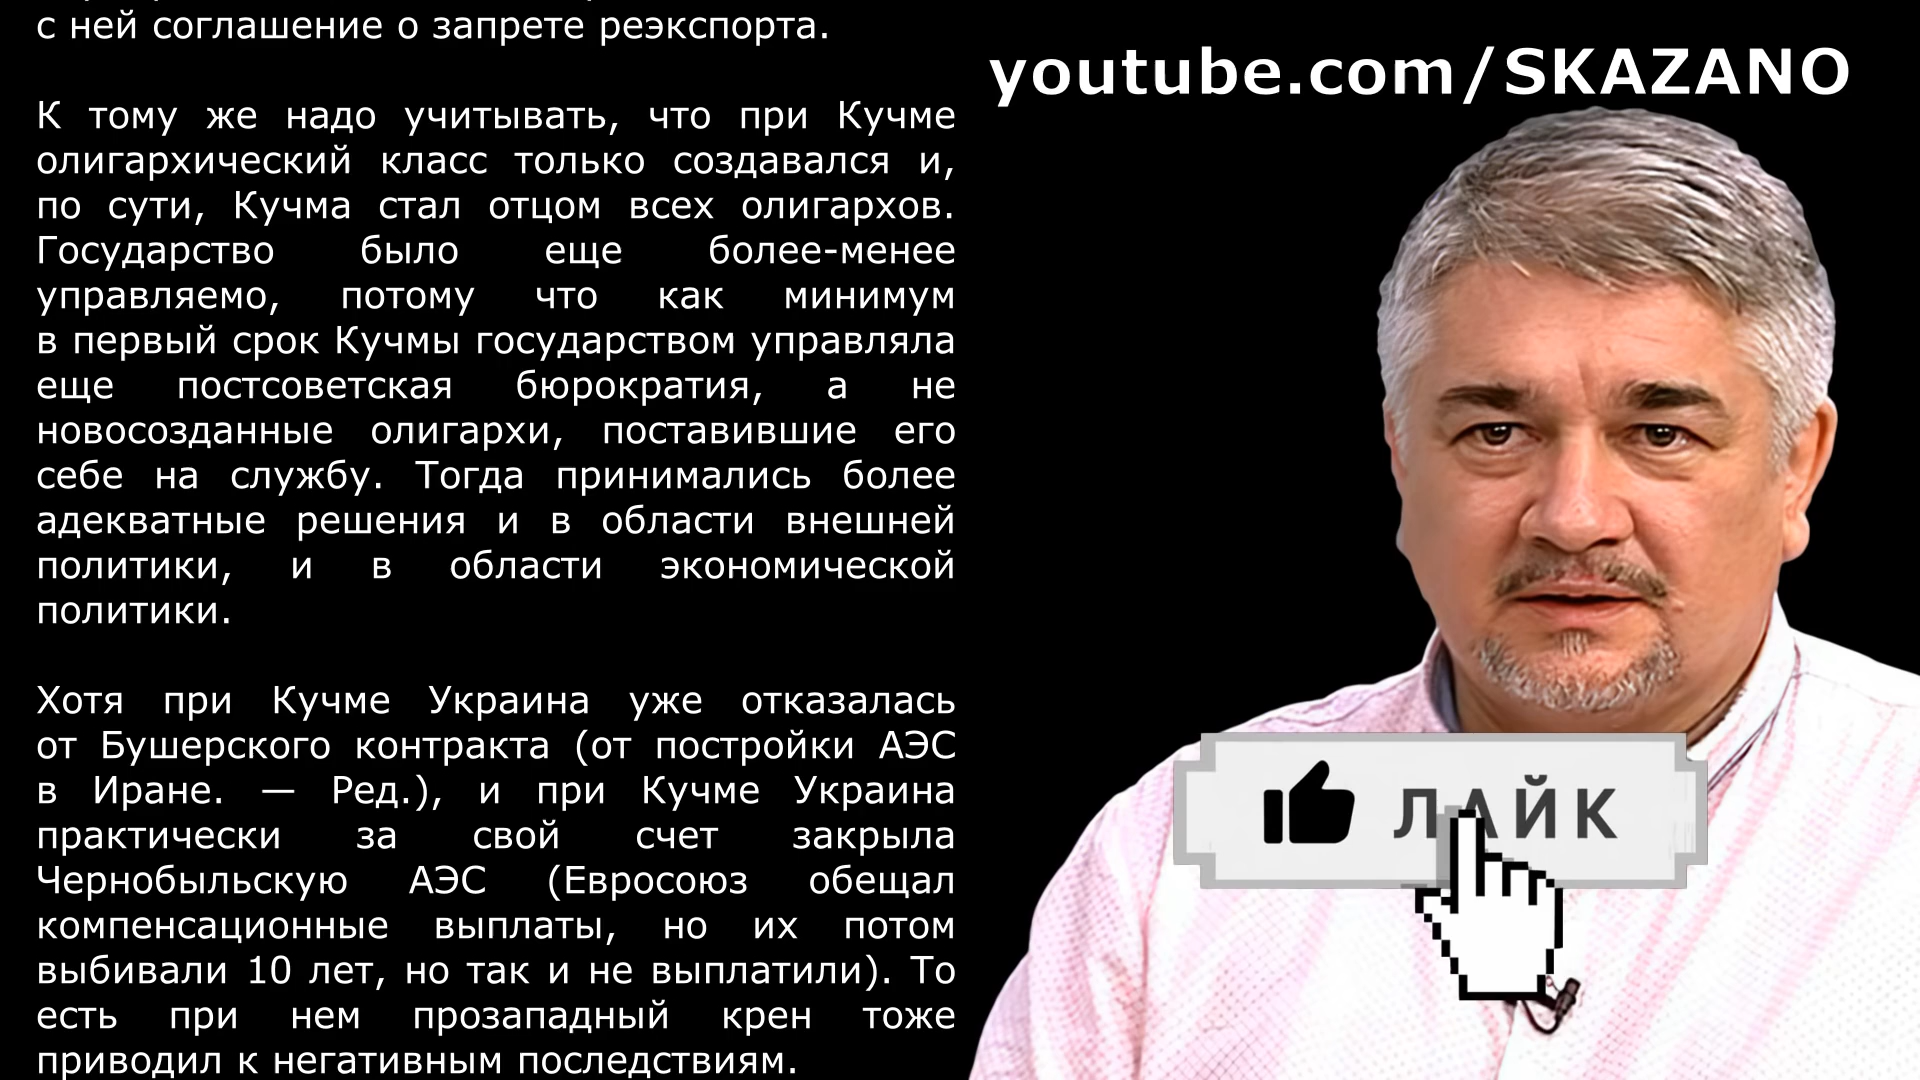 с ней соглашение о запрете реэкспорта.
К тому же надо учитывать, что при Кучме
олигархический класс только создавался и,
по сути, Кучма стал отцом всех олигархов.
Государство было еще более-менее
управляемо, потому что как минимум
в первый срок Кучмы государством управляла
еще постсоветская бюрократия, а не
новосозданные олигархи, поставившие его
себе на службу. Тогда принимались более
адекватные решения и в области внешней
политики, и в области экономической
политики.
Хотя при Кучме Украина уже отказалась
от Бушерского контракта (от постройки АЭС
в Иране. — Ред.), и при Кучме Украина
практически за свой счет закрыла
Чернобыльскую АЭС (Евросоюз обещал
компенсационные выплаты, но их потом
выбивали 10 лет, но так и не выплатили). То
есть при нем прозападный крен тоже
приводил к негативным последствиям.
youtube.com/SKAZANO
ЛАЙК